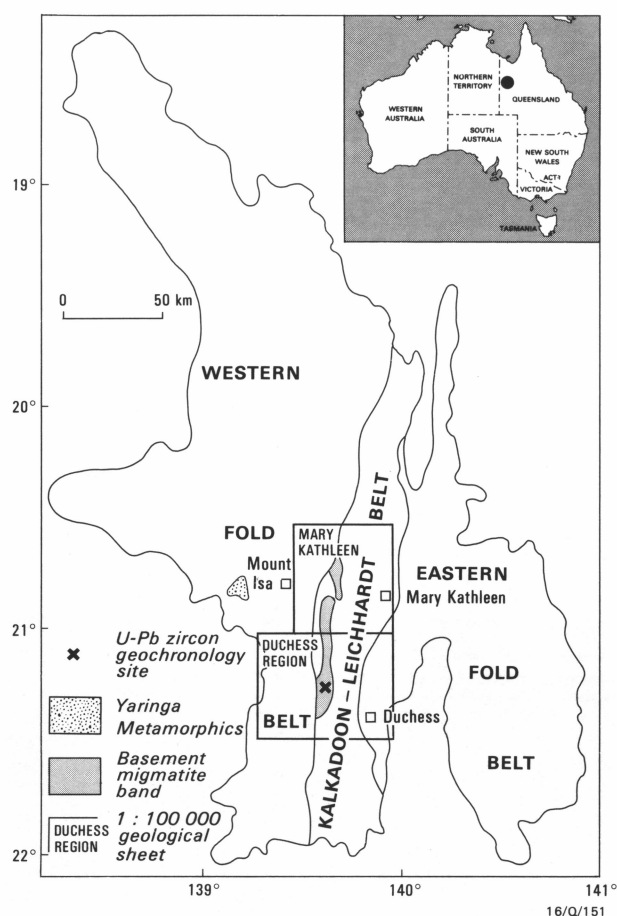 NORTHERN
TERRITORY
QUEENSLAND
WESTERN
AUSTRALIA
SOUTH
AUSTRALIA
NEW SOUTH
WALES
ACT
VICTORIA
TASMANIA
19°
0 50 km
WESTERN
20°
BELT
FOLD
MARY
KATHLEEN
Mount
Isa
EASTERN
Mary Kathleen
KALKADOON – LEICHHARDT
21°
U-Pb zircon
geochronology
site
DUCHESS
REGION
FOLD
Yaringa
Metamorphics
BELT
Duchess
BELT
Basement
migmatite
band
DUCHESS
REGION
1 : 100 000
geological
sheet
22°
139°
140°
141°
16/Q/151